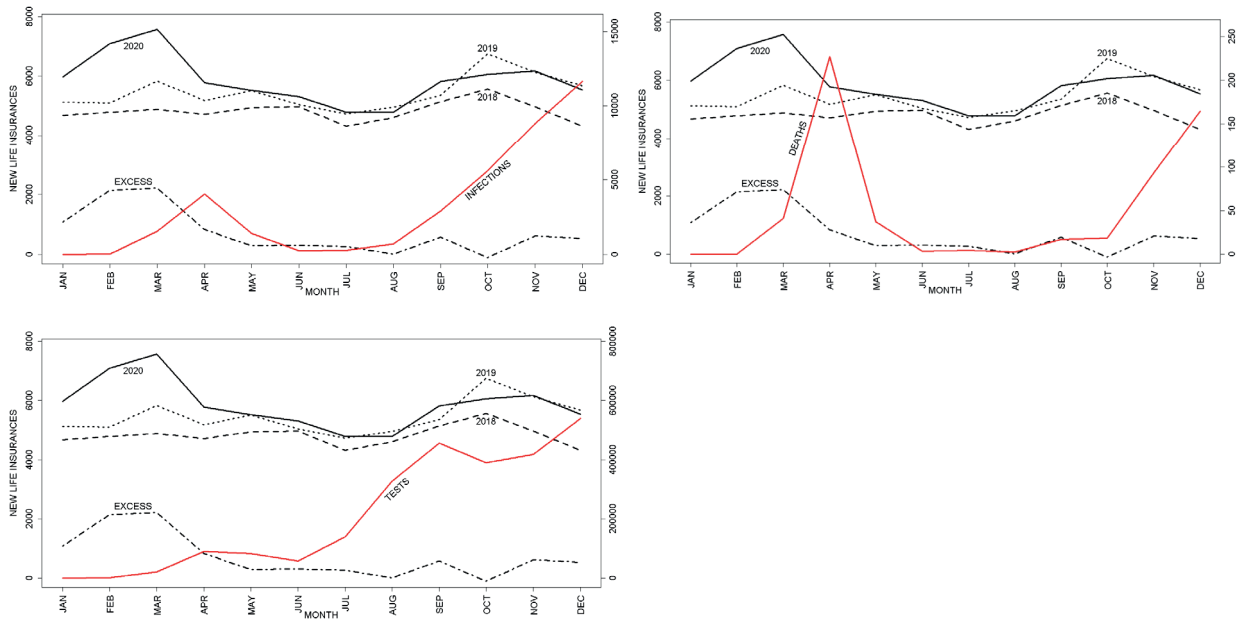 8000
6000
4000
2000
0
NEW LIFE INSURANCES
2020
2019
2018
EXCESS
INFECTIONS
15000
10000
5000
0
JAN FEB MAR APR MAY JUN JUL AUG SEP OCT NOV DEC
MONTH
8000
6000
4000
2000
0
NEW LIFE INSURANCES
2020
2019
2018
DEATHS
EXCESS
250
200
150
100
50
0
JAN FEB MAR APR MAY JUN JUL AUG SEP OCT NOV DEC
MONTH
8000
6000
4000
2000
0
NEW LIFE INSURANCES
2020
2019
2018
EXCESS
TESTS
800000
600000
400000
200000
0
JAN FEB MAR APR MAY JUN JUL AUG SEP OCT NOV DEC
MONTH